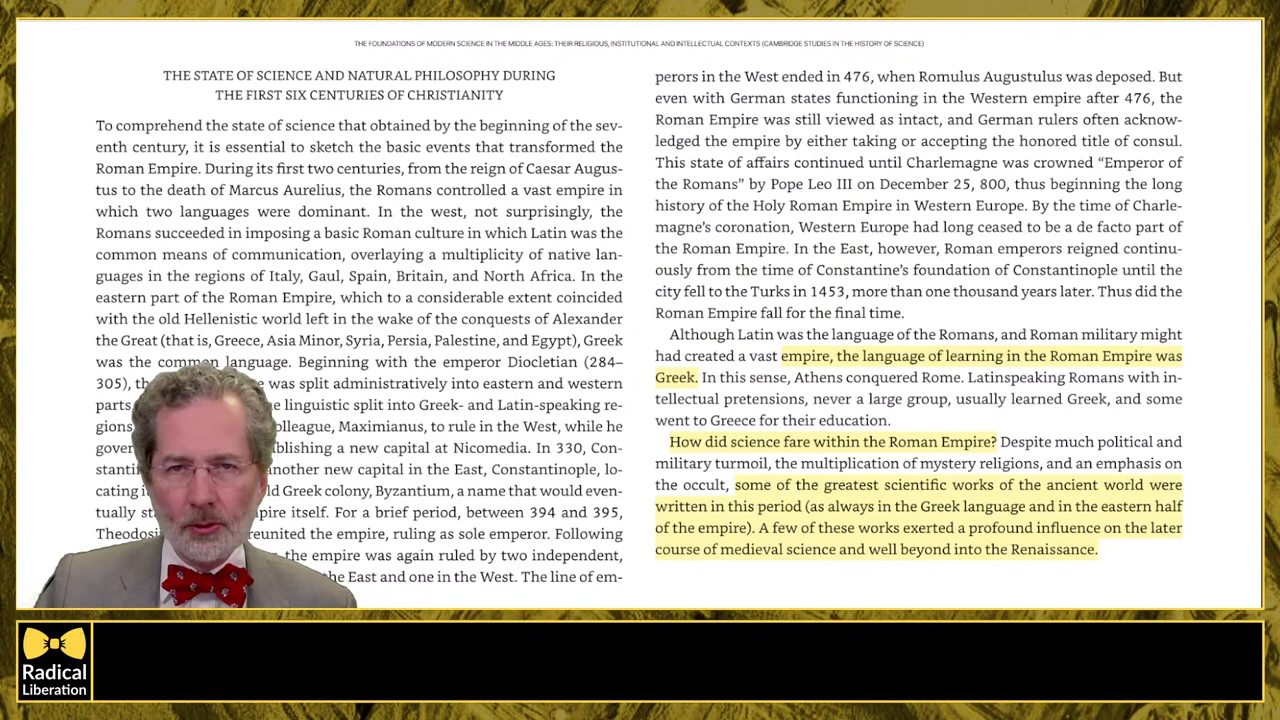 THE FOUNDATIONS OF MODERN SCIENCE IN THE MIDDLE AGES: THEIR RELIGIOUS, INSTITUTIONAL AND INTELLECTUAL CONTEXTS (CAMBRIDGE STUDIES IN THE HISTORY OF SCIENCE)
THE STATE OF SCIENCE AND NATURAL PHILOSOPHY DURING
THE FIRST SIX CENTURIES OF CHRISTIANITY
To comprehend the state of science that obtained by the beginning of the sev-
enth century, it is essential to sketch the basic events that transformed the
Roman Empire. During its first two centuries, from the reign of Caesar Augus-
tus to the death of Marcus Aurelius, the Romans controlled a vast empire in
which two languages were dominant. In the west, not surprisingly, the
Romans succeeded in imposing a basic Roman culture in which Latin was the
common means of communication, overlaying a multiplicity of native lan-
guages in the regions of Italy, Gaul, Spain, Britain, and North Africa. In the
eastern part of the Roman Empire, which to a considerable extent coincided
with the old Hellenistic world left in the wake of the conquests of Alexander
the Great (that is, Greece, Asia Minor, Syria, Persia, Palestine, and Egypt), Greek
was the common language. Beginning with the emperor Diocletian (284–
305), was split administratively into eastern and western
parts linguistic split into Greek- and Latin-speaking re-
gions Maximianus, to rule in the West, while he
a new capital at Nicomedia. In 330, Con-
another new capital in the East, Constantinople, lo-
cating Greek colony, Byzantium, a name that would even-
tually itself. For a brief period, between 394 and 395,
reunited the empire, ruling as sole emperor. Following
the empire was again ruled by two independent,
the East and one in the West. The line of em-
perors in the West ended in 476, when Romulus Augustulus was deposed. But
even with German states functioning in the Western empire after 476, the
Roman Empire was still viewed as intact, and German rulers often acknow-
ledged the empire by either taking or accepting the honored title of consul.
This state of affairs continued until Charlemagne was crowned “Emperor of
the Romans” by Pope Leo III on December 25, 800, thus beginning the long
history of the Holy Roman Empire in Western Europe. By the time of Charle-
magne's coronation, Western Europe had long ceased to be a de facto part of
the Roman Empire. In the East, however, Roman emperors reigned continu-
ously from the time of Constantine's foundation of Constantinople until the
city fell to the Turks in 1453, more than one thousand years later. Thus did the
Roman Empire fall for the final time.
Although Latin was the language of the Romans, and Roman military might
had created a vast empire, the language of learning in the Roman Empire was
Greek. In this sense, Athens conquered Rome. Latinspeaking Romans with in-
tellectual pretensions, never a large group, usually learned Greek, and some
went to Greece for their education.
How did science fare within the Roman Empire? Despite much political and
military turmoil, the multiplication of mystery religions, and an emphasis on
the occult, some of the greatest scientific works of the ancient world were
written in this period (as always in the Greek language and in the eastern half
of the empire). A few of these works exerted a profound influence on the later
course of medieval science and well beyond into the Renaissance.
Radical
Liberation